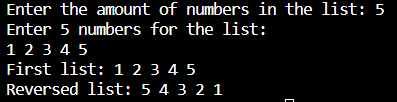 Enter the amount of numbers in the list: 5
Enter 5 numbers for the list:
1 2 3 4 5
First list: 1 2 3 4 5
Reversed list: 5 4 3 2 1